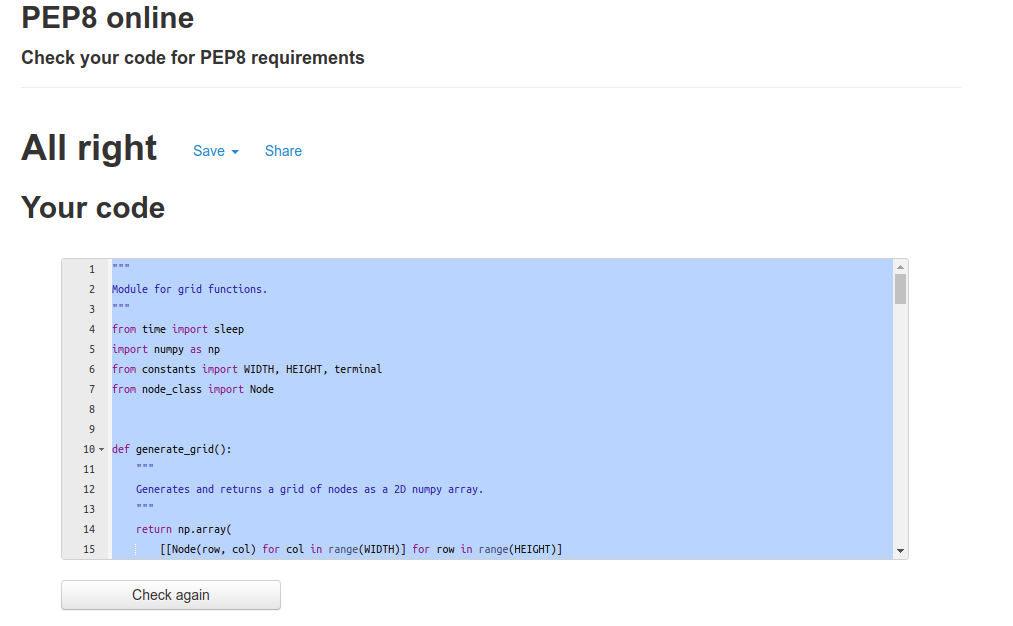 PEP8 online
Check your code for PEP8 requirements
All right Save Share
Your code
1 """
2 Module for grid functions.
3 """
4 from time import sleep
5 import numpy as np
6 from constants import WIDTH, HEIGHT, terminal
7 from node_class import Node
8
9
10 def generate_grid():
11     """
12     Generates and returns a grid of nodes as a 2D numpy array.
13     """
14     return np.array(
15         [[Node(row, col) for col in range(WIDTH)] for row in range(HEIGHT)]
Check again